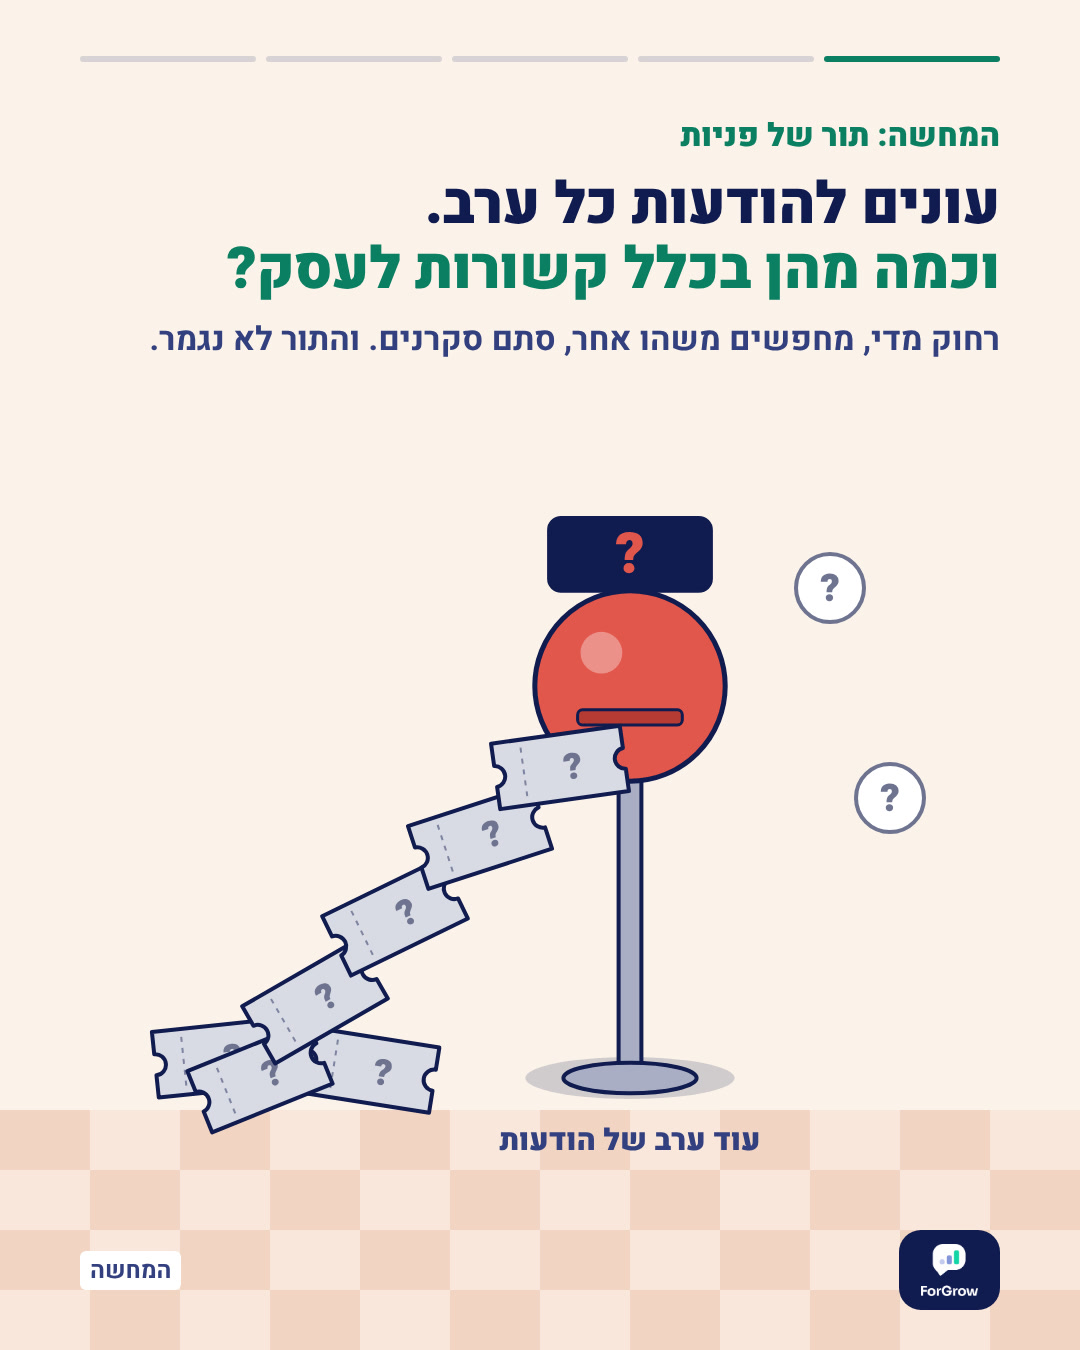 המחשה: תור של פניות
עונים להודעות כל ערב.
וכמה מהן בכלל קשורות לעסק?
רחוק מדי, מחפשים משהו אחר, סתם סקרנים. והתור לא נגמר.
?
?
?
?
?
?
?
?
?
?
עוד ערב של הודעות
המחשה
ForGrow